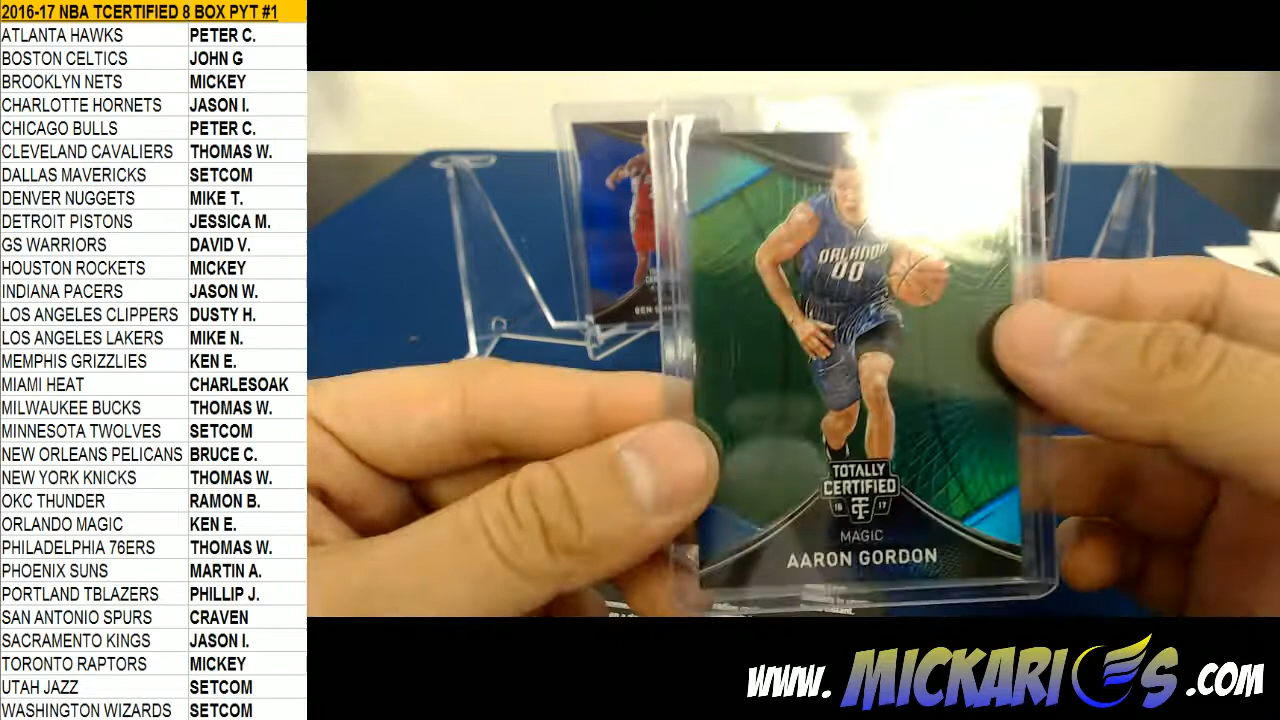 2016-17 NBA TCERTIFIED 8 BOX PYT #1
ATLANTA HAWKS PETER C.
BOSTON CELTICS JOHN G
BROOKLYN NETS MICKEY
CHARLOTTE HORNETS JASON I.
CHICAGO BULLS PETER C.
CLEVELAND CAVALIERS THOMAS W.
DALLAS MAVERICKS SETCOM
DENVER NUGGETS MIKE T.
DETROIT PISTONS JESSICA M.
GS WARRIORS DAVID V.
HOUSTON ROCKETS MICKEY
INDIANA PACERS JASON W.
LOS ANGELES CLIPPERS DUSTY H.
LOS ANGELES LAKERS MIKE N.
MEMPHIS GRIZZLIES KEN E.
MIAMI HEAT CHARLESOAK
MILWAUKEE BUCKS THOMAS W.
MINNESOTA TWOLVES SETCOM
NEW ORLEANS PELICANS BRUCE C.
NEW YORK KNICKS THOMAS W.
OKC THUNDER RAMON B.
ORLANDO MAGIC KEN E.
PHILADELPHIA 76ERS THOMAS W.
PHOENIX SUNS MARTIN A.
PORTLAND TBLAZERS PHILLIP J.
SAN ANTONIO SPURS CRAVEN
SACRAMENTO KINGS JASON I.
TORONTO RAPTORS MICKEY
UTAH JAZZ SETCOM
WASHINGTON WIZARDS SETCOM
ORLANDO
00
BEN
TOTALLY
CERTIFIED
16 TC 17
MAGIC
AARON GORDON
www.MICKARIES.com